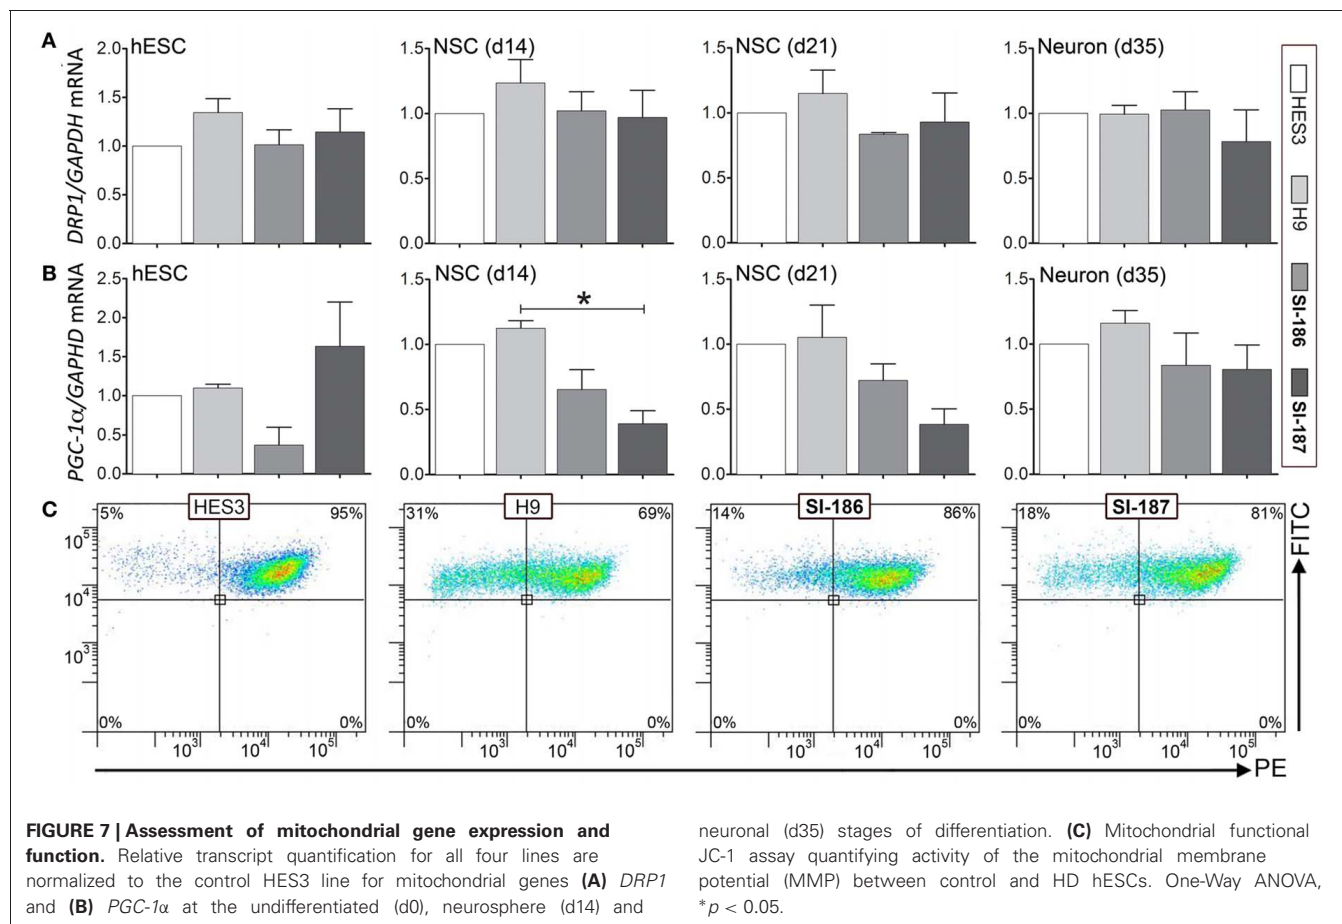 A
hESC
NSC (d14)
NSC (d21)
Neuron (d35)
DRP1/GAPDH mRNA
2.0
1.5
1.0
0.5
0.0
1.5
1.0
0.5
0.0
1.5
1.0
0.5
0.0
1.5
1.0
0.5
0.0
HES3
H9
SI-186
SI-187
B
hESC
NSC (d14)
NSC (d21)
Neuron (d35)
PGC-1α/GAPHD mRNA
2.5
2.0
1.5
1.0
0.5
0.0
1.5
1.0
0.5
0.0
*
1.5
1.0
0.5
0.0
1.5
1.0
0.5
0.0
C
5% HES3 95%
31% H9 69%
14% SI-186 86%
18% SI-187 81%
10⁵
10⁴
10³
0% 0%
0% 0%
0% 0%
0% 0%
10³ 10⁴ 10⁵
10³ 10⁴ 10⁵
10³ 10⁴ 10⁵
10³ 10⁴ 10⁵
FITC
PE
FIGURE 7 | Assessment of mitochondrial gene expression and
function. Relative transcript quantification for all four lines are
normalized to the control HES3 line for mitochondrial genes (A) DRP1
and (B) PGC-1α at the undifferentiated (d0), neurosphere (d14) and
neuronal (d35) stages of differentiation. (C) Mitochondrial functional
JC-1 assay quantifying activity of the mitochondrial membrane
potential (MMP) between control and HD hESCs. One-Way ANOVA,
*p < 0.05.